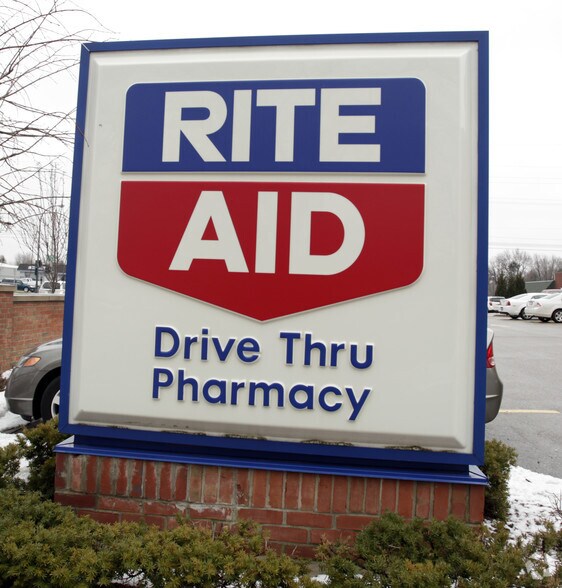 RITE
AID
Drive Thru
Pharmacy